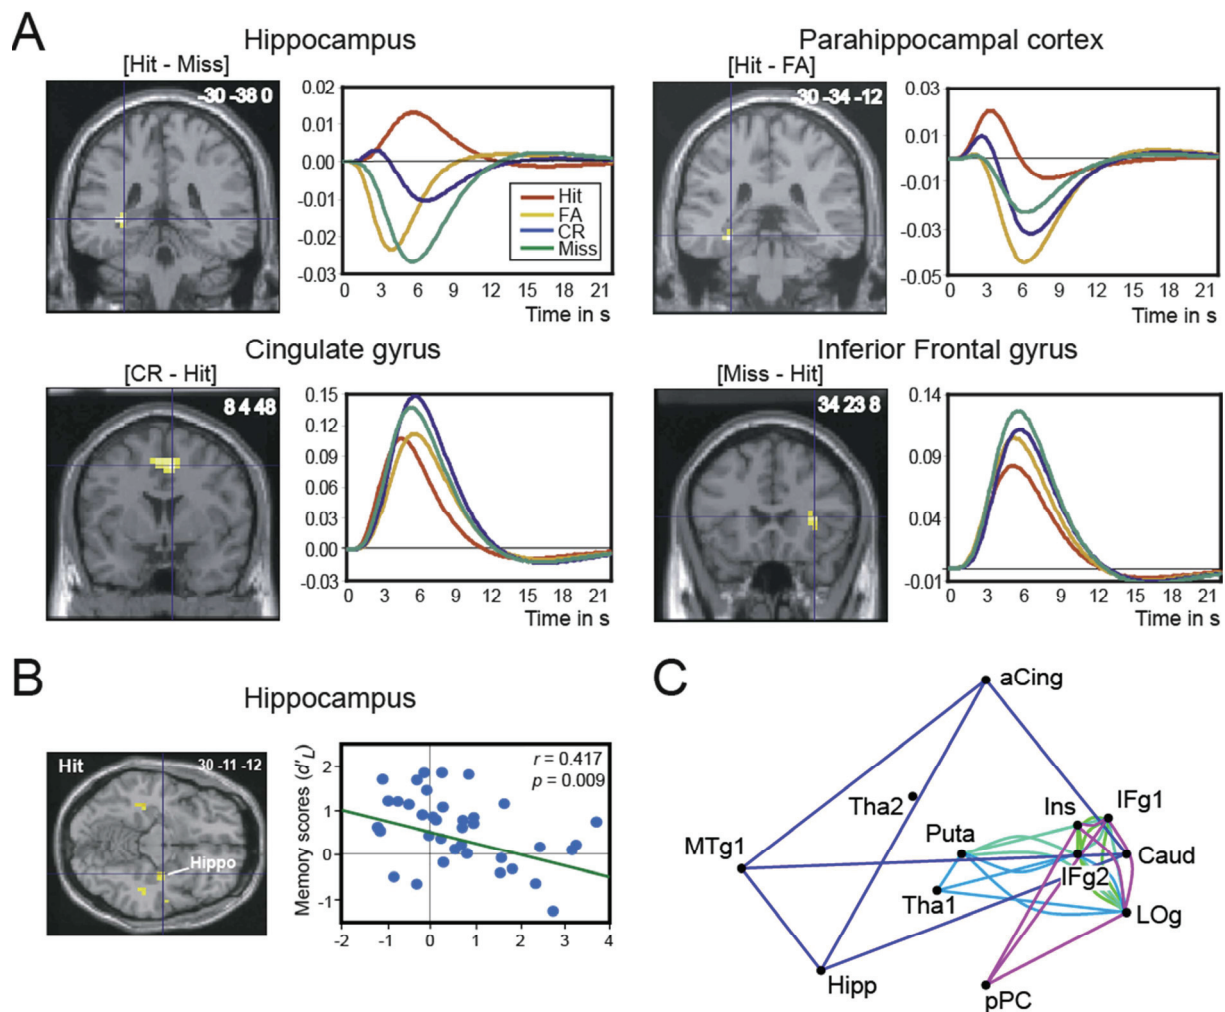 A
Hippocampus
[Hit - Miss]
-30 -38 0
0.02
0.01
0.00
-0.01
-0.02
-0.03
0 3 6 9 12 15 18 21
Time in s
Hit
FA
CR
Miss
Parahippocampal cortex
[Hit - FA]
-30 -34 -12
0.03
0.01
-0.01
-0.03
-0.05
0 3 6 9 12 15 18 21
Time in s
Cingulate gyrus
[CR - Hit]
8 4 48
0.15
0.12
0.09
0.06
0.03
0.00
-0.03
0 3 6 9 12 15 18 21
Time in s
Inferior Frontal gyrus
[Miss - Hit]
34 23 8
0.14
0.09
0.04
-0.01
0 3 6 9 12 15 18 21
Time in s
B
Hippocampus
Hit
30 -11 -12
Hippo
Memory scores (d'L)
2
1
0
-1
-2 -1 0 1 2 3 4
r = 0.417
p = 0.009
C
aCing
Tha2
Ins
IFg1
Puta
MTg1
Caud
IFg2
Tha1
LOg
Hipp
pPC